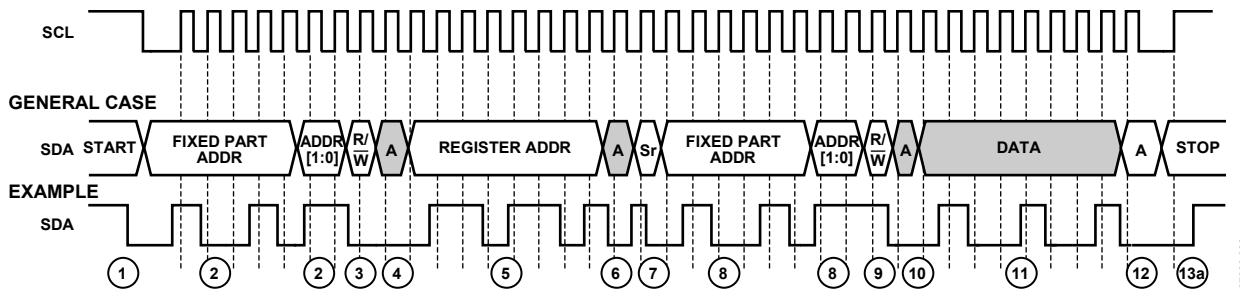 SCL
GENERAL CASE
SDA START FIXED PART ADDR ADDR [1:0] R/W A REGISTER ADDR A Sr FIXED PART ADDR ADDR [1:0] R/W A DATA A STOP
EXAMPLE
SDA
1 2 2 3 4 5 6 7 8 8 9 10 11 12 13a